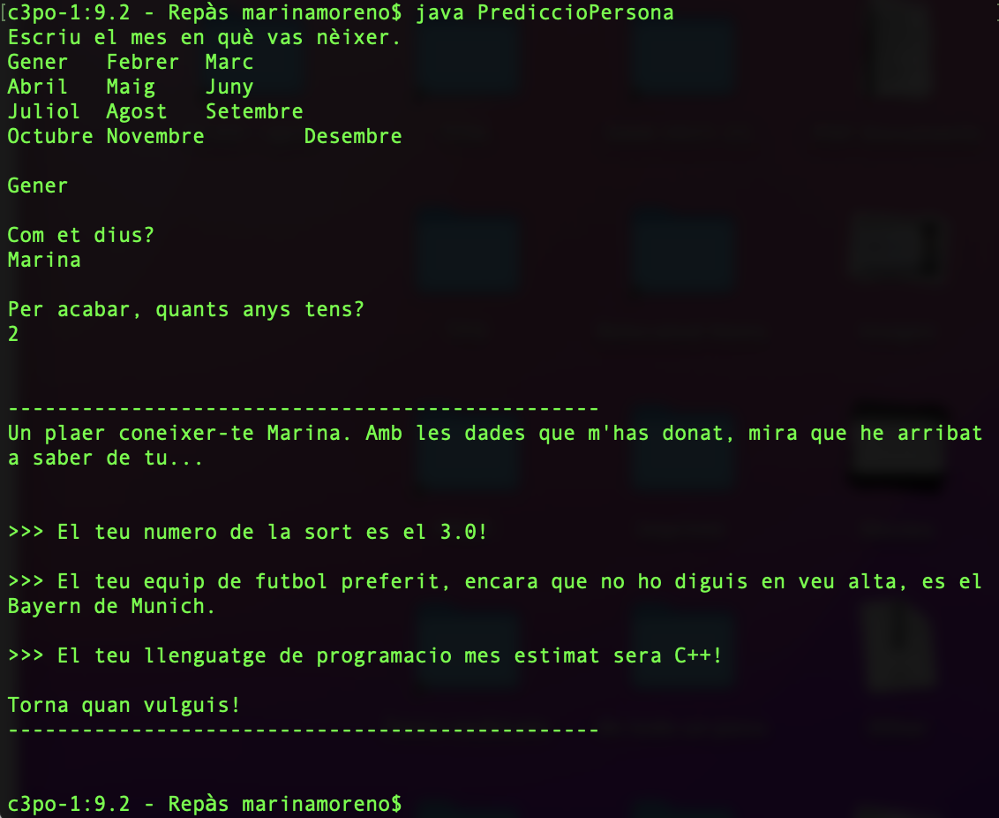 [c3po-1:9.2 - Repàs marinamoreno$ java PrediccioPersona ]
Escriu el mes en què vas nèixer.
Gener Febrer Marc
Abril Maig Juny
Juliol Agost Setembre
Octubre Novembre Desembre
Gener
Com et dius?
Marina
Per acabar, quants anys tens?
2
------------------------------------------------
Un plaer coneixer-te Marina. Amb les dades que m'has donat, mira que he arribat
a saber de tu...
>>> El teu numero de la sort es el 3.0!
>>> El teu equip de futbol preferit, encara que no ho diguis en veu alta, es el
Bayern de Munich.
>>> El teu llenguatge de programacio mes estimat sera C++!
Torna quan vulguis!
------------------------------------------------
c3po-1:9.2 - Repàs marinamoreno$